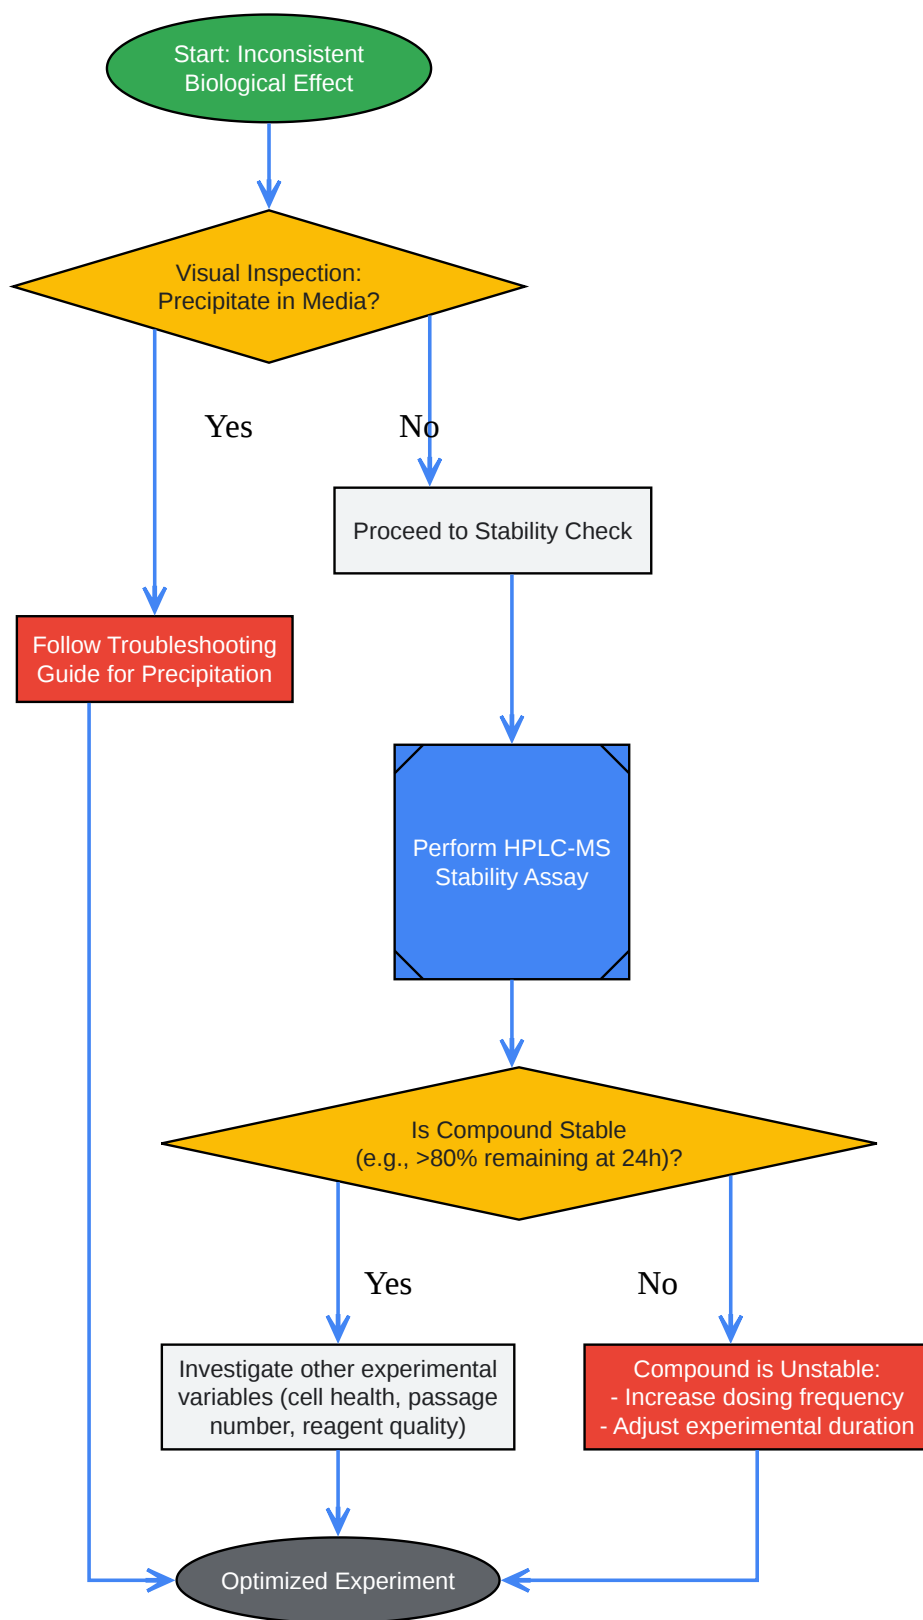 Start: Inconsistent
Biological Effect
Visual Inspection:
Precipitate in Media?
Yes
No
Proceed to Stability Check
Follow Troubleshooting
Guide for Precipitation
Perform HPLC-MS
Stability Assay
Is Compound Stable
(e.g., >80% remaining at 24h)?
Yes
No
Investigate other experimental
variables (cell health, passage
number, reagent quality)
Compound is Unstable:
- Increase dosing frequency
- Adjust experimental duration
Optimized Experiment